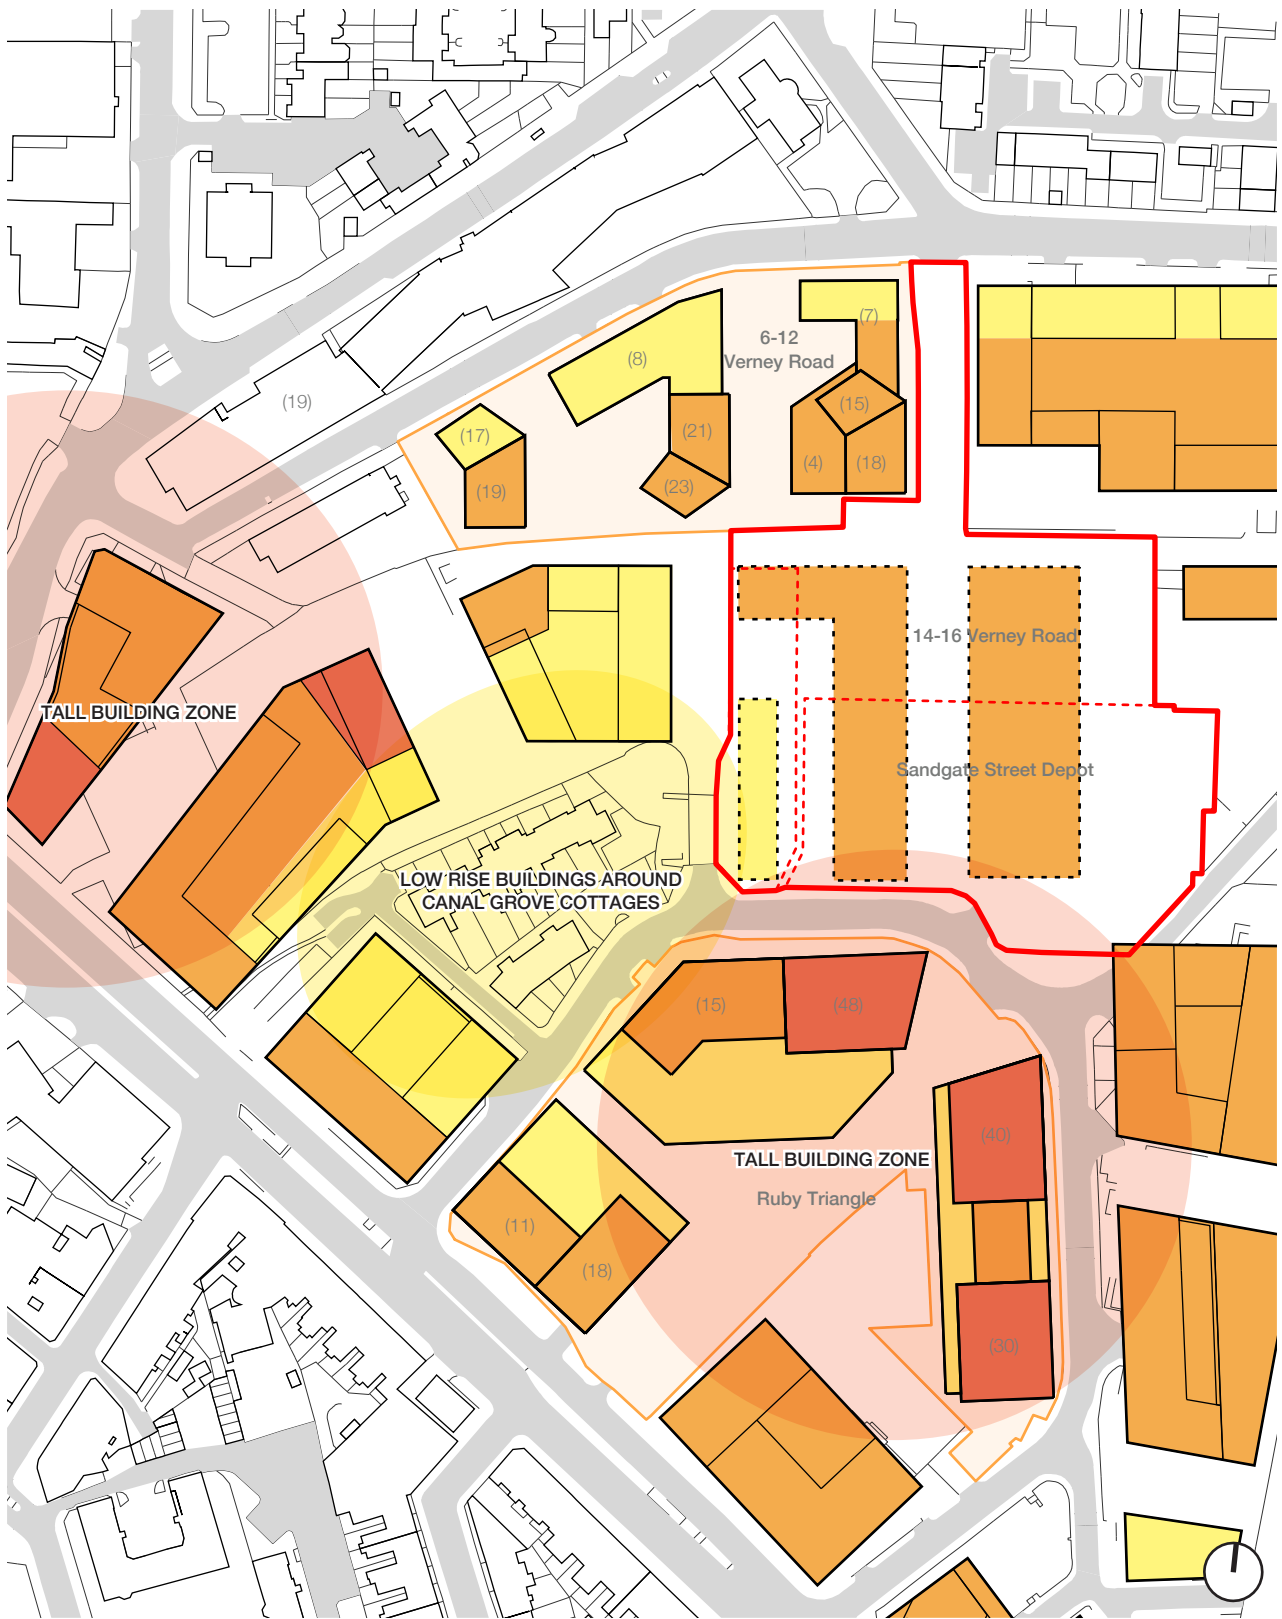 (7)
6-12
Verney Road
(8)
(19)
(15)
(17)
(21)
(4)
(18)
(19)
(23)
14-16 Verney Road
TALL BUILDING ZONE
Sandgate Street Depot
LOW RISE BUILDINGS AROUND
CANAL GROVE COTTAGES
(15)
(48)
(40)
TALL BUILDING ZONE
Ruby Triangle
(11)
(18)
(30)